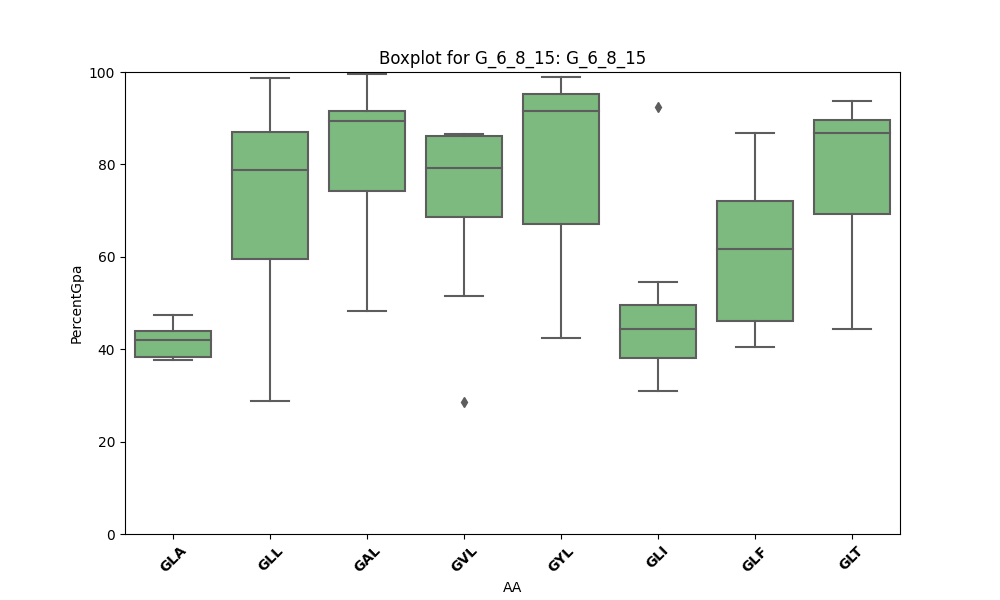 Boxplot for G_6_8_15: G_6_8_15
100
80
60
40
20
0
PercentGpa
GLA
GLL
GAL
GVL
GYL
GLI
GLF
GLT
AA